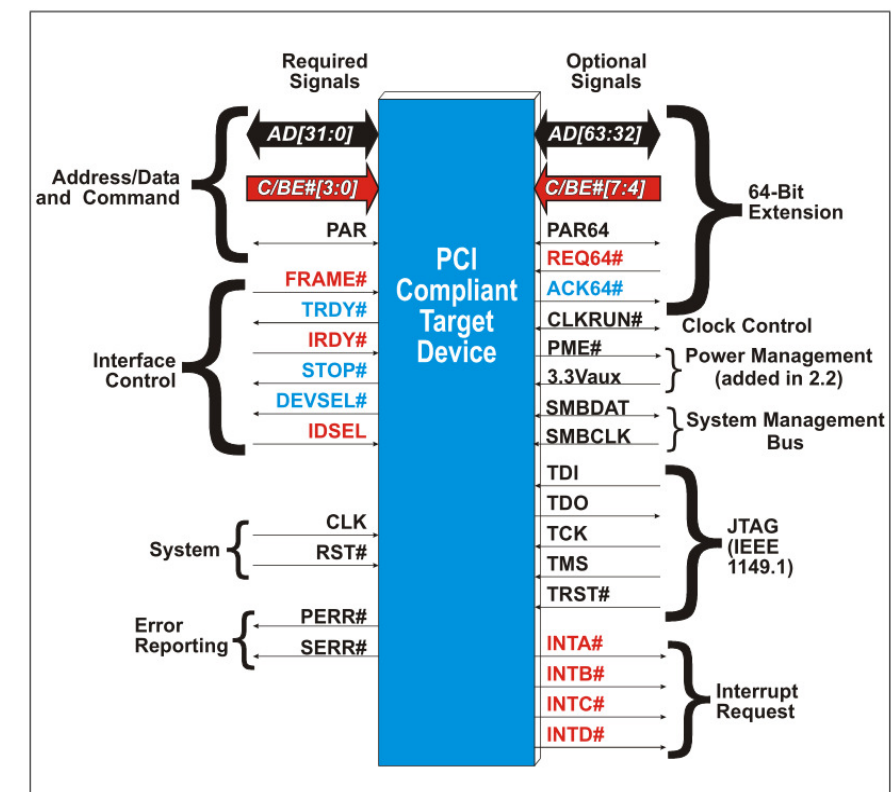 Required
Signals
Optional
Signals
AD[31:0]
AD[63:32]
Address/Data
and Command
C/BE#[3:0]
C/BE#[7:4]
64-Bit
Extension
PAR
PAR64
PCI
Compliant
Target
Device
REQ64#
FRAME#
ACK64#
TRDY#
CLKRUN#
Clock Control
IRDY#
PME#
Power Management
(added in 2.2)
Interface
Control
STOP#
3.3Vaux
DEVSEL#
SMBDAT
System Management
Bus
IDSEL
SMBCLK
TDI
TDO
CLK
TCK
JTAG
(IEEE
1149.1)
System
RST#
TMS
TRST#
PERR#
Error
Reporting
SERR#
INTA#
INTB#
Interrupt
Request
INTC#
INTD#